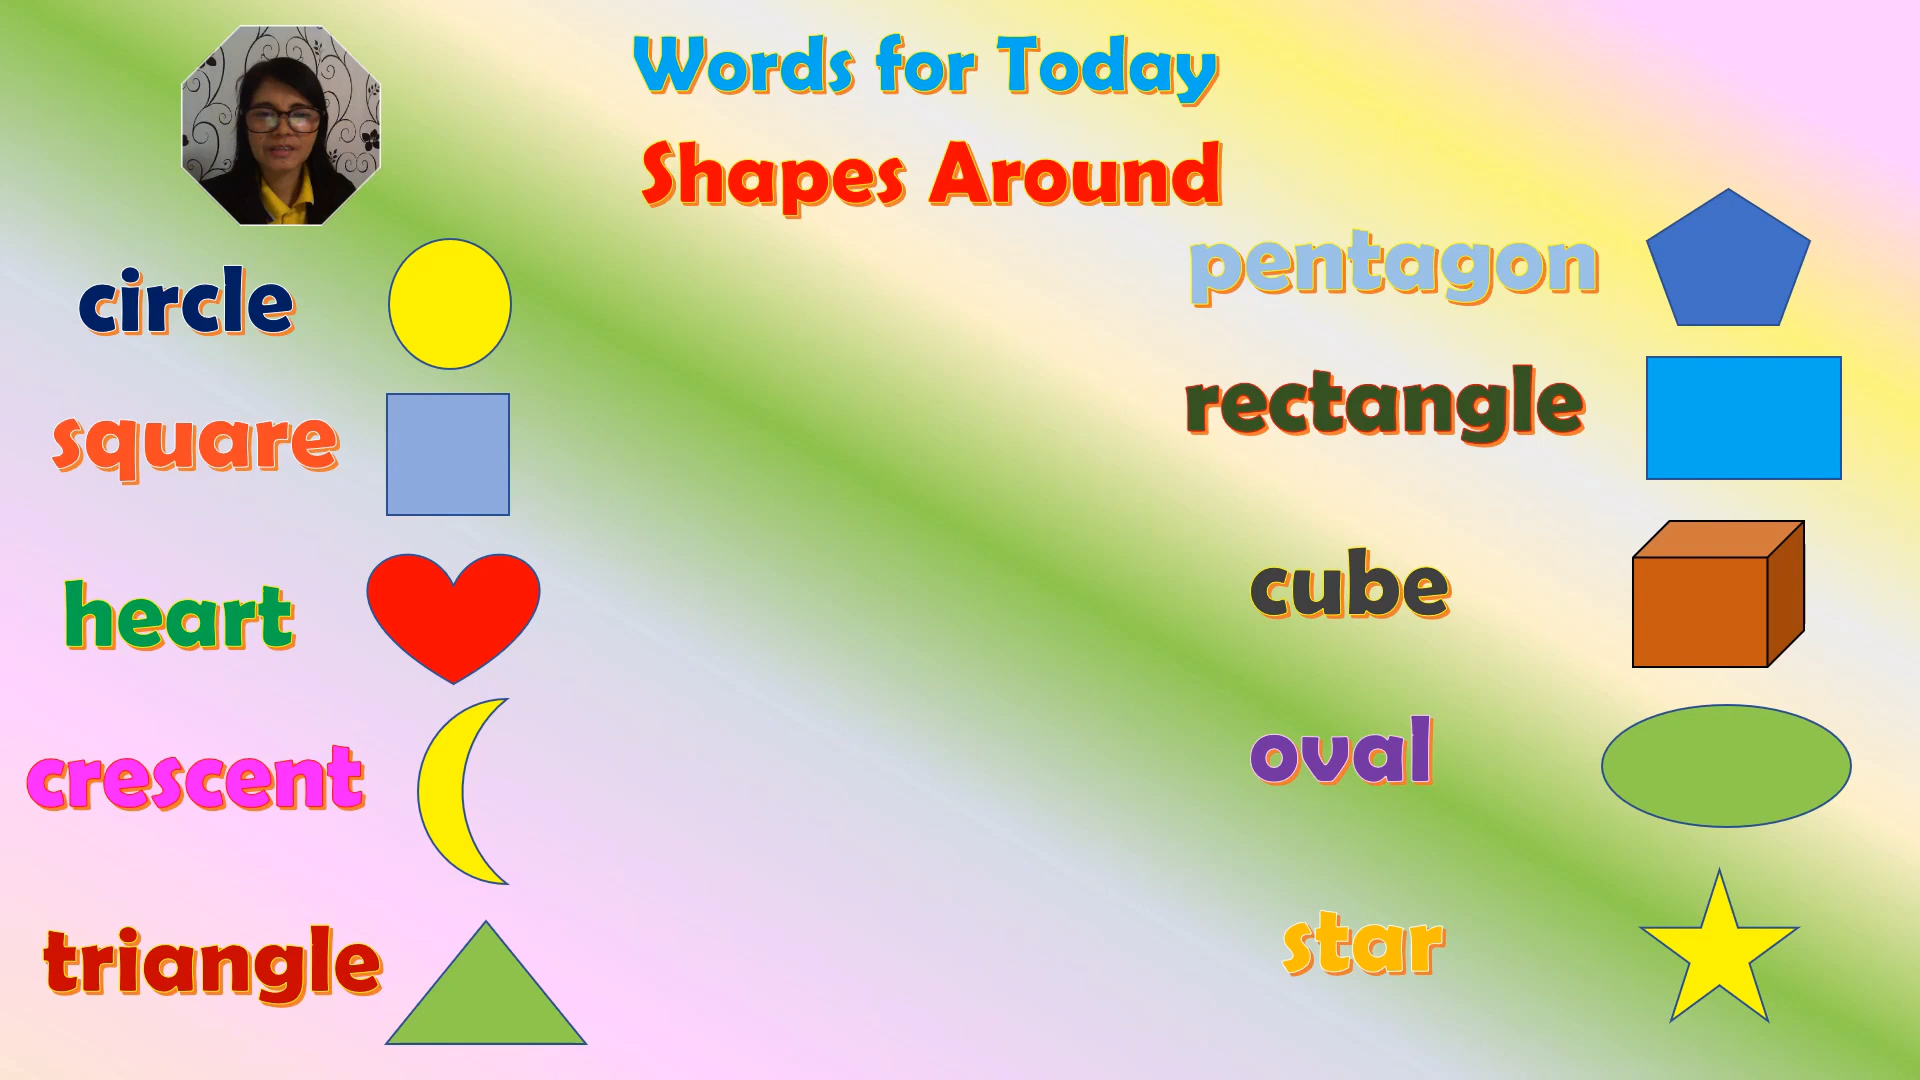 Words for Today
Shapes Around
circle
square
heart
crescent
triangle
pentagon
rectangle
cube
oval
star